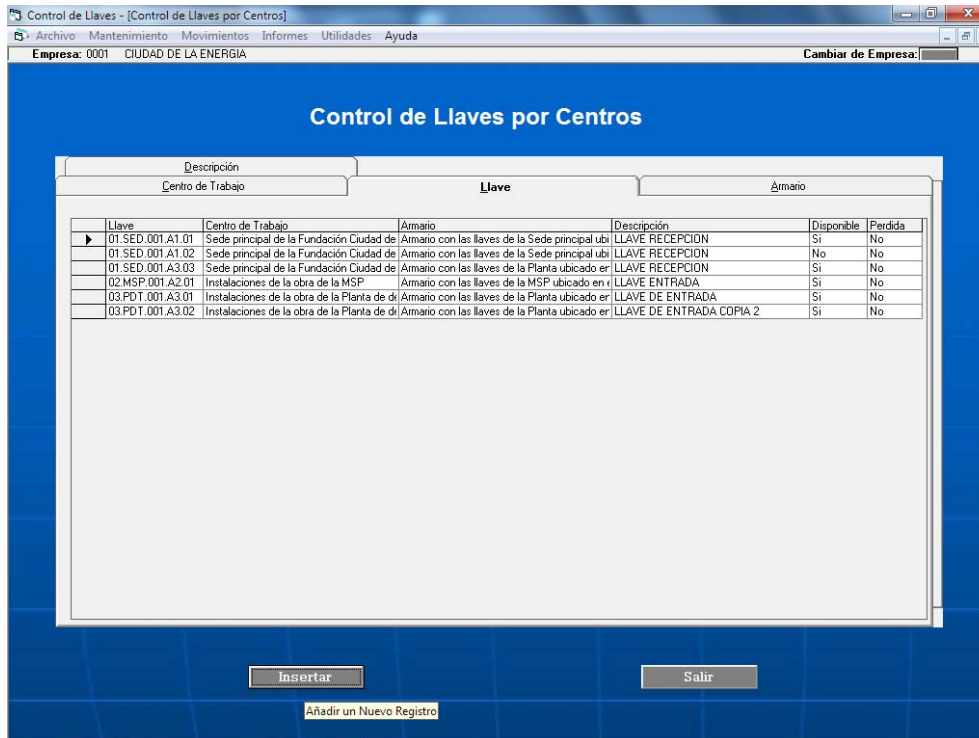 Control de Llaves - [Control de Llaves por Centros]
Archivo Mantenimiento Movimientos Informes Utilidades Ayuda
Empresa: 0001 CIUDAD DE LA ENERGIA Cambiar de Empresa:
Control de Llaves por Centros
Descripción
Centro de Trabajo Llave Armario
Llave Centro de Trabajo Armario Descripción Disponible Perdida
01.SED.001.A1.01 Sede principal de la Fundación Ciudad de Armario con las llaves de la Sede principal ubi LLAVE RECEPCION Si No
01.SED.001.A1.02 Sede principal de la Fundación Ciudad de Armario con las llaves de la Sede principal ubi LLAVE RECEPCION No No
01.SED.001.A3.03 Sede principal de la Fundación Ciudad de Armario con las llaves de la Planta ubicado en LLAVE RECEPCION Si No
02.MSP.001.A2.01 Instalaciones de la obra de la MSP Armario con las llaves de la MSP ubicado en LLAVE ENTRADA Si No
03.PDT.001.A3.01 Instalaciones de la obra de la Planta de Armario con las llaves de la Planta ubicado en LLAVE DE ENTRADA Si No
03.PDT.001.A3.02 Instalaciones de la obra de la Planta de Armario con las llaves de la Planta ubicado en LLAVE DE ENTRADA COPIA 2 Si No
Insertar Salir
Añadir un Nuevo Registro